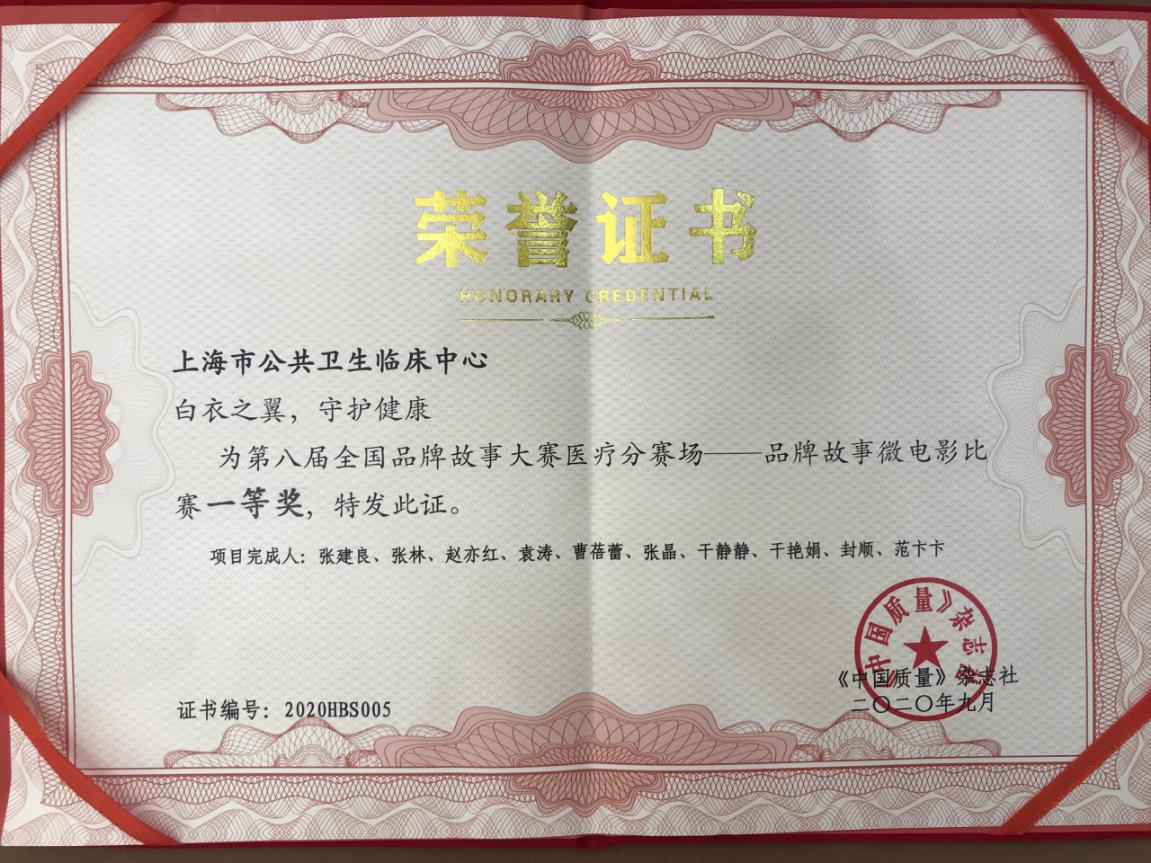 荣誉证书
HONORARY CREDENTIAL
上海市公共卫生临床中心
白衣之翼，守护健康
为第八届全国品牌故事大赛医疗分赛场——品牌故事微电影比
赛一等奖，特发此证。
项目完成人：张建良、张林、赵亦红、袁涛、曹蓓蕾、张晶、干静静、干艳娟、封顺、范卞卞
《中国质量》杂志社
《中国质量》杂志社
二〇二〇年九月
证书编号：2020HBS005